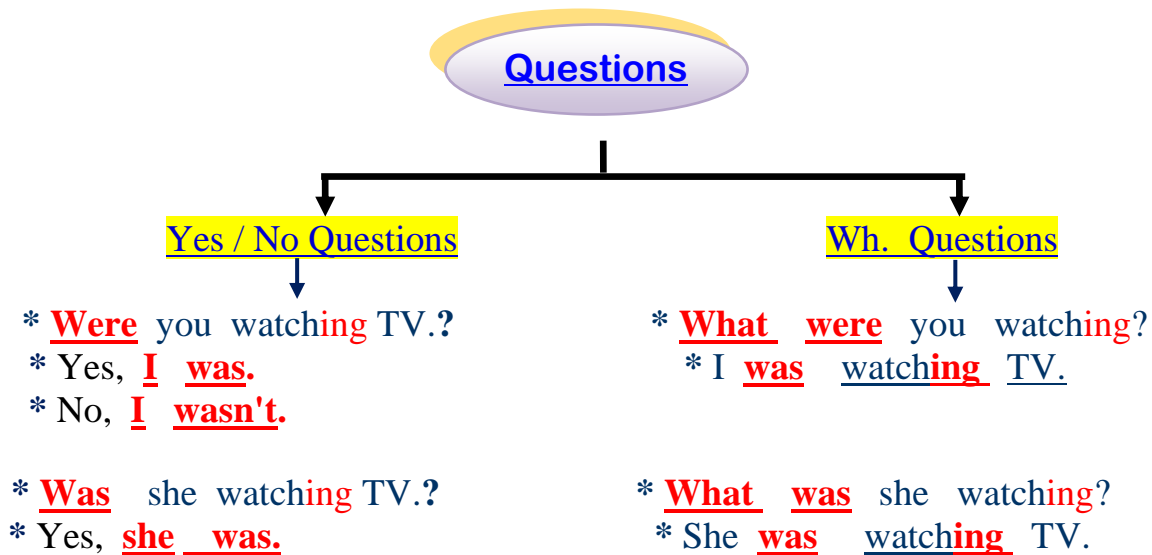 Questions
Yes / No Questions
* Were you watching TV.?
* Yes, I was.
* No, I wasn't.
* Was she watching TV.?
* Yes, she was.
Wh. Questions
* What were you watching?
* I was watching TV.
* What was she watching?
* She was watching TV.